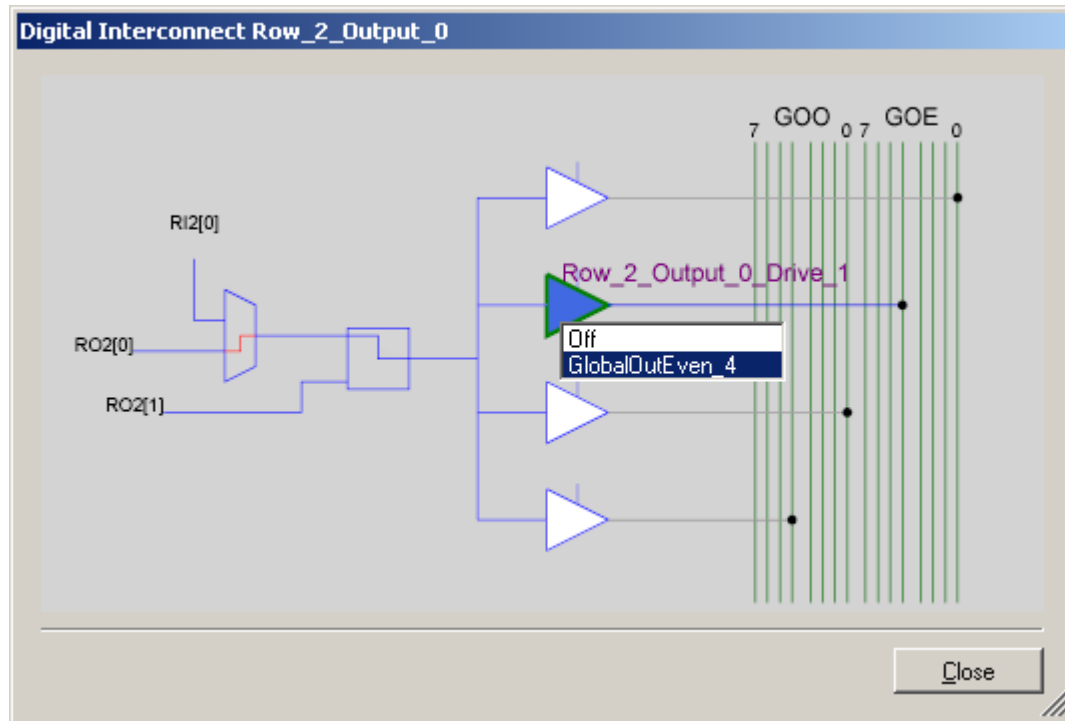 Digital Interconnect Row_2_Output_0
7 GOO 0 7 GOE 0
RI2[0]
Row_2_Output_0_Drive_1
RO2[0]
Off
GlobalOutEven_4
RO2[1]
Close